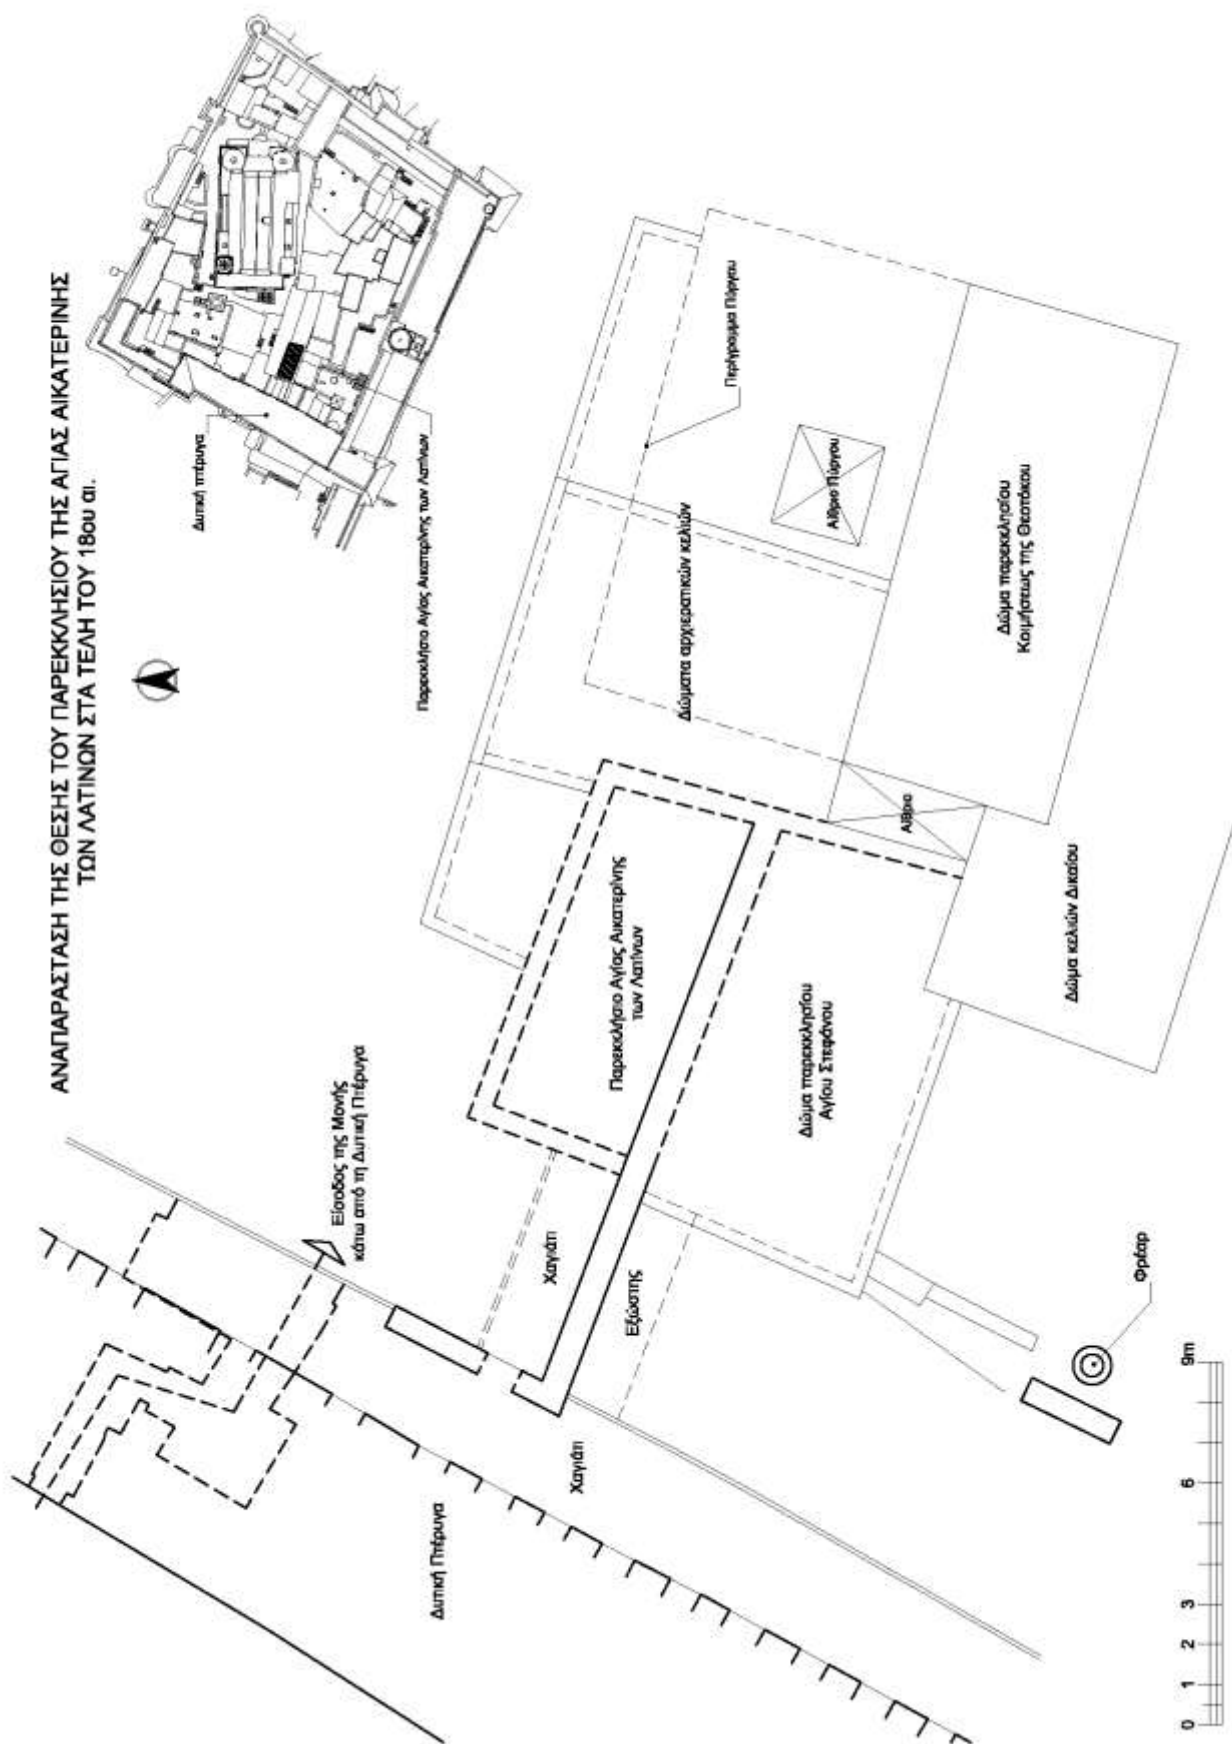 ΑΝΑΠΑΡΑΣΤΑΣΗ ΤΗΣ ΘΕΣΗΣ ΤΟΥ ΠΑΡΕΚΚΛΗΣΙΟΥ ΤΗΣ ΑΓΙΑΣ ΑΙΚΑΤΕΡΙΝΗΣ
ΤΩΝ ΛΑΤΙΝΩΝ ΣΤΑ ΤΕΛΗ ΤΟΥ 18ου αι.
Δυτική πτέρυγα
Παρεκκλήσιο Αγίας Αικατερίνης των Λατίνων
Είσοδος της Μονής
κάτω από τη Δυτική Πτέρυγα
Περίγραμμα Πύργου
Δώματα αρχιερατικών κελιών
Αίθριο Πύργου
Δώμα παρεκκλησίου
Κοιμήσεως της Θεοτόκου
Αίθριο
Παρεκκλήσιο Αγίας Αικατερίνης
των Λατίνων
Δώμα παρεκκλησίου
Αγίου Στεφάνου
Δώμα κελιών Δικαίου
Χαγιάτι
Εξώστης
Χαγιάτι
Δυτική Πτέρυγα
Φρέαρ
0 1 2 3 6 9m